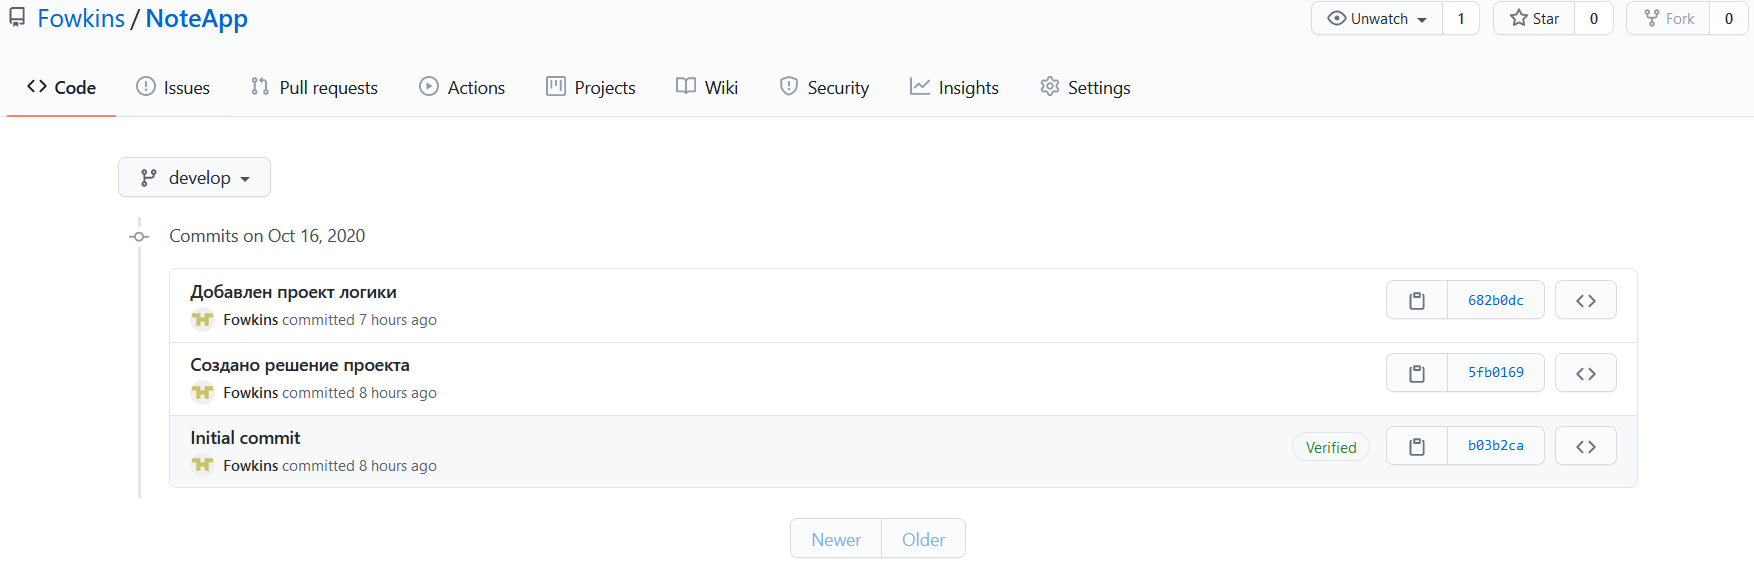 Fowkins / NoteApp
Unwatch 1 Star 0 Fork 0
Code Issues Pull requests Actions Projects Wiki Security Insights Settings
develop
Commits on Oct 16, 2020
Добавлен проект логики
Fowkins committed 7 hours ago
682b0dc
Создано решение проекта
Fowkins committed 8 hours ago
5fb0169
Initial commit
Fowkins committed 8 hours ago
Verified
b03b2ca
Newer Older